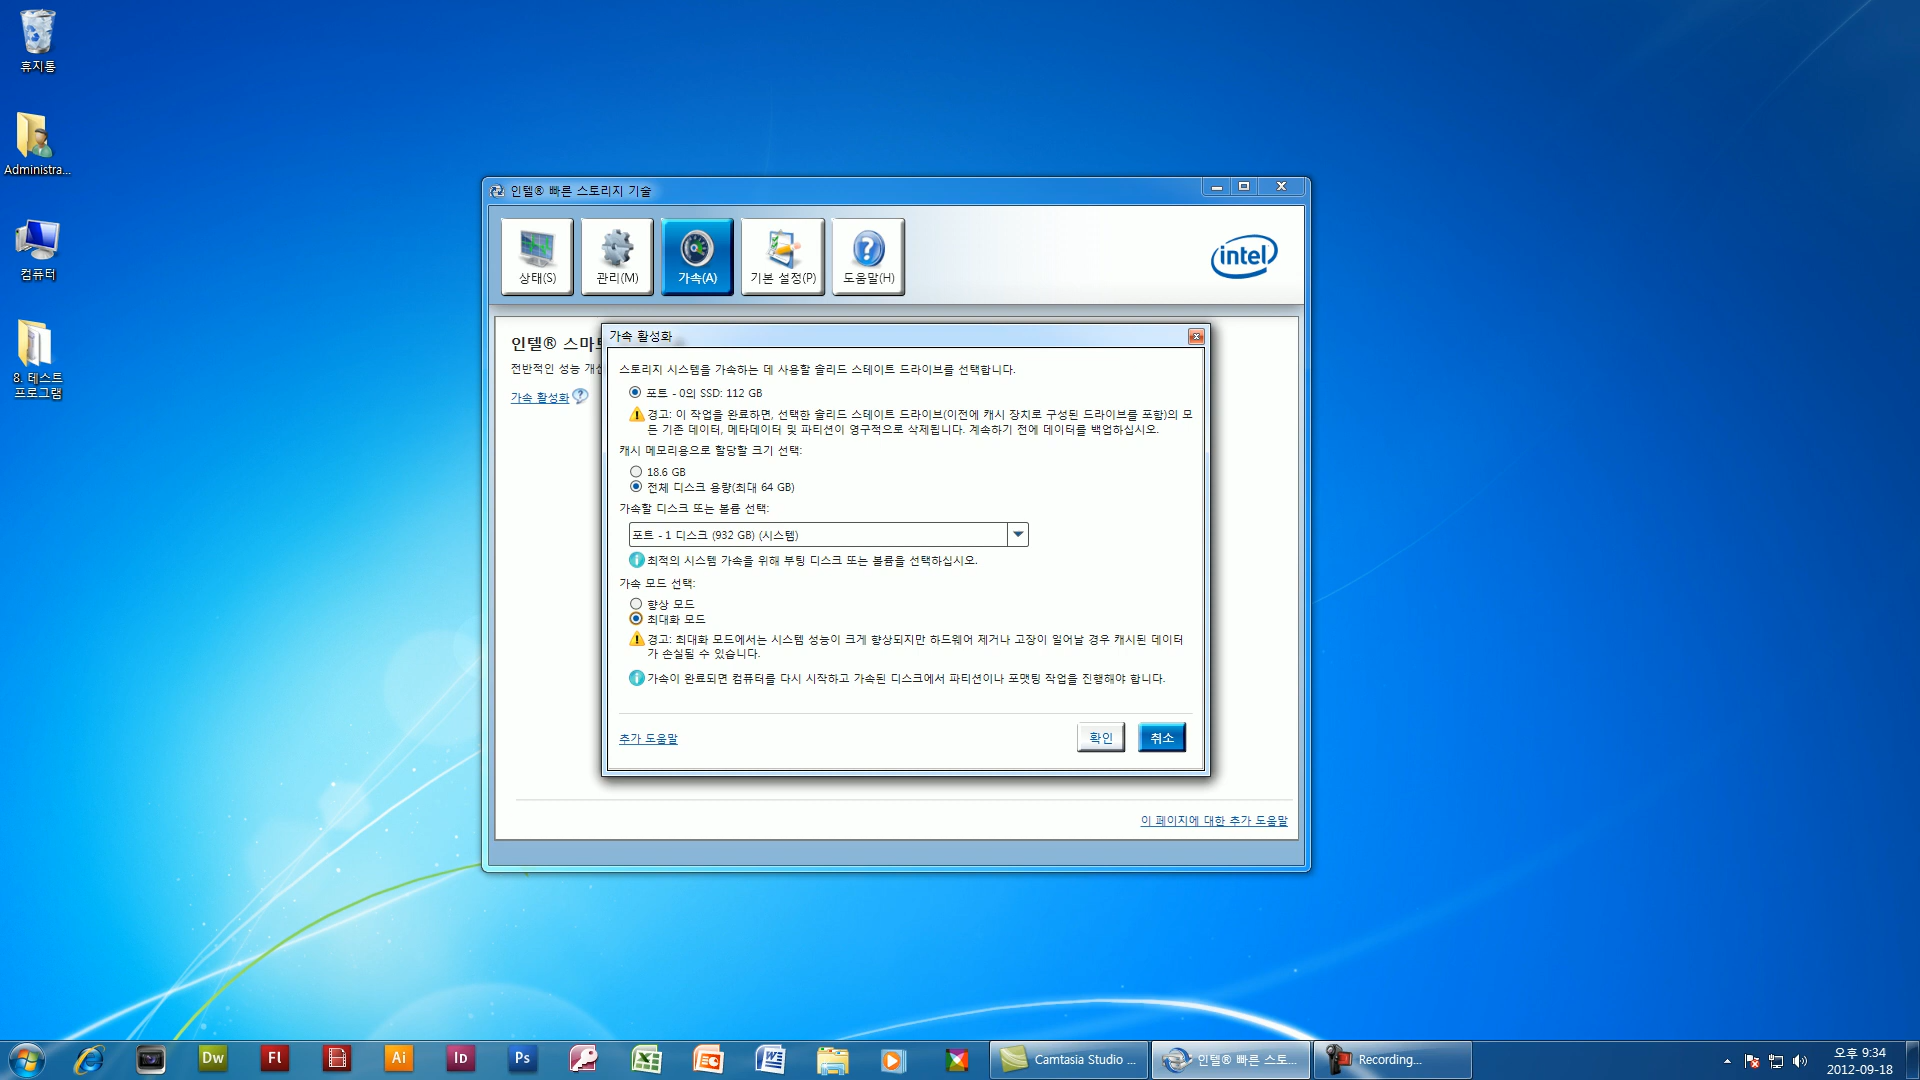 휴지통
Administra...
컴퓨터
8. 테스트
프로그램
인텔® 빠른 스토리지 기술
상태(S)
관리(M)
가속(A)
기본 설정(P)
도움말(H)
intel
인텔® 스마
전반적인 성능 개선
가속 활성화
가속 활성화
스토리지 시스템을 가속하는 데 사용할 솔리드 스테이트 드라이브를 선택합니다.
포트 - 0의 SSD: 112 GB
경고: 이 작업을 완료하면, 선택한 솔리드 스테이트 드라이브(이전에 캐시 장치로 구성된 드라이브를 포함)의 모
든 기존 데이터, 메타데이터 및 파티션이 영구적으로 삭제됩니다. 계속하기 전에 데이터를 백업하십시오.
캐시 메모리용으로 할당할 크기 선택:
18.6 GB
전체 디스크 용량(최대 64 GB)
가속할 디스크 또는 볼륨 선택:
포트 - 1 디스크 (932 GB) (시스템)
최적의 시스템 가속을 위해 부팅 디스크 또는 볼륨을 선택하십시오.
가속 모드 선택:
향상 모드
최대화 모드
경고: 최대화 모드에서는 시스템 성능이 크게 향상되지만 하드웨어 제거나 고장이 일어날 경우 캐시된 데이터
가 손실될 수 있습니다.
가속이 완료되면 컴퓨터를 다시 시작하고 가속된 디스크에서 파티션이나 포맷팅 작업을 진행해야 합니다.
추가 도움말
확인
취소
이 페이지에 대한 추가 도움말
Dw
Fl
Ai
Id
Ps
Camtasia Studio ...
인텔® 빠른 스토...
Recording...
오후 9:34
2012-09-18